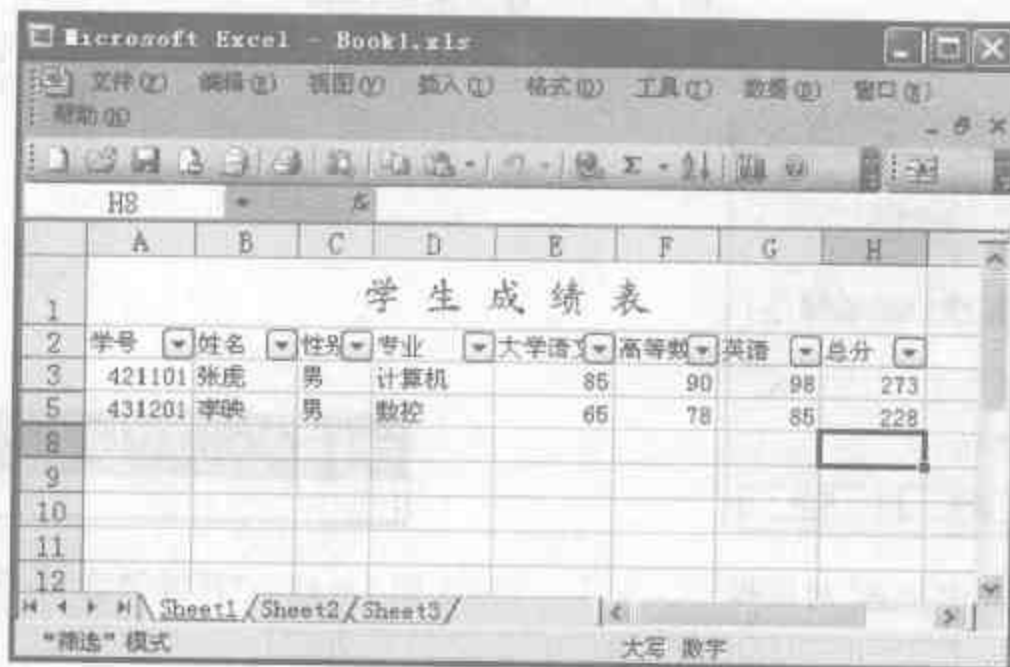 Microsoft Excel - Book1.xls
文件(F) 编辑(E) 视图(V) 插入(I) 格式(O) 工具(T) 数据(D) 窗口(W)
帮助(H)
H8 fx
A B C D E F G H
1 学生成绩表
2 学号 姓名 性别 专业 大学语文 高等数 英语 总分
3 421101 张虎 男 计算机 85 90 98 273
5 431201 李映 男 数控 65 78 85 228
8
9
10
11
12
Sheet1 Sheet2 Sheet3
“筛选”模式 大写 数字